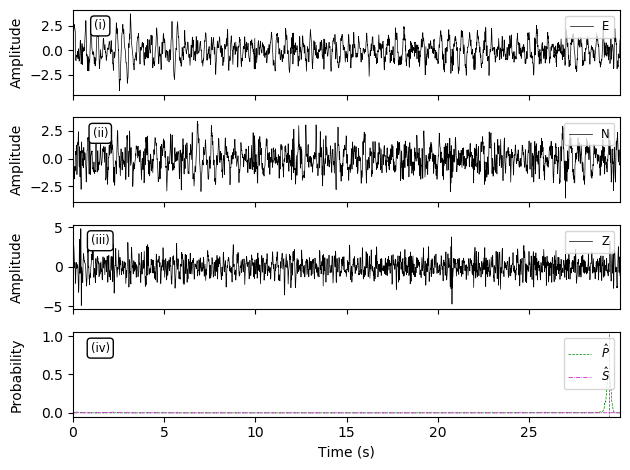 2.5
0.0
−2.5
Amplitude
(i)
E
2.5
0.0
−2.5
Amplitude
(ii)
N
5
0
−5
Amplitude
(iii)
Z
1.0
0.5
0.0
Probability
(iv)
P̂
Ŝ
0 5 10 15 20 25
Time (s)